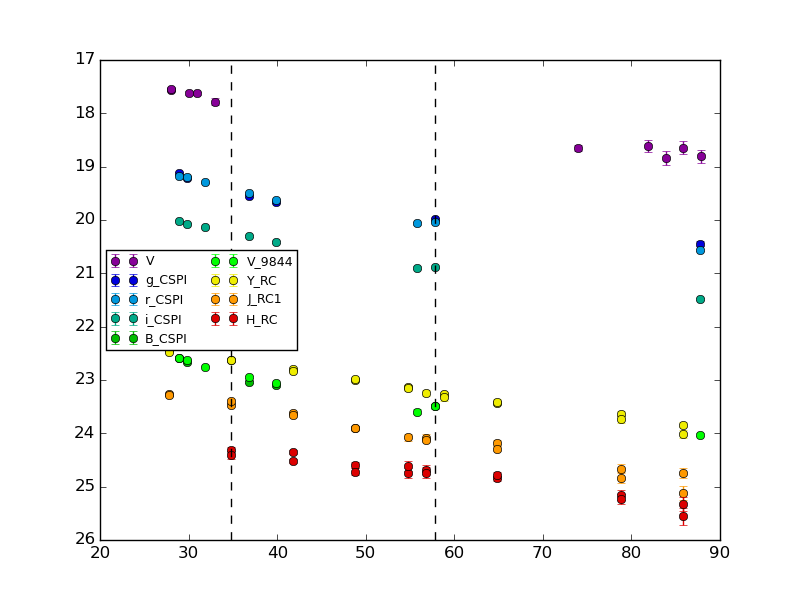 17
18
19
20
21
22
23
24
25
26
V
g_CSPI
r_CSPI
i_CSPI
B_CSPI
V_9844
Y_RC
J_RC1
H_RC
20 30 40 50 60 70 80 90